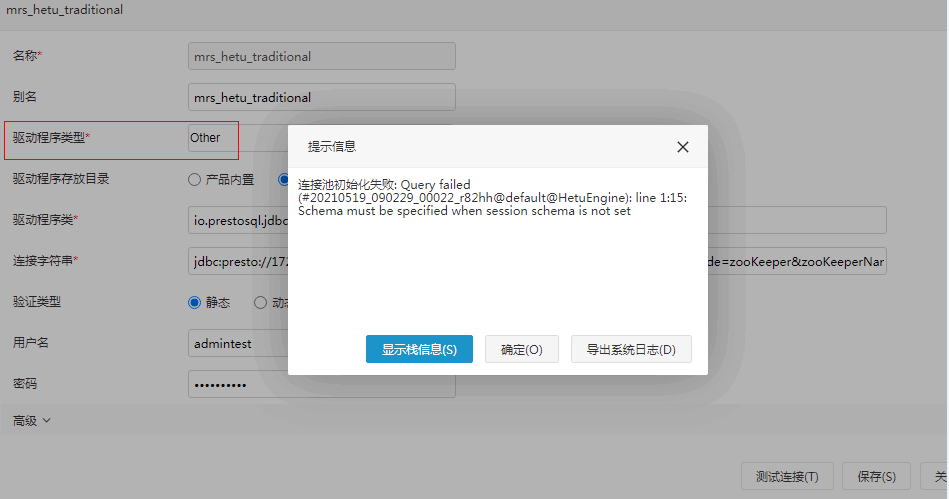 mrs_hetu_traditional
名称*
mrs_hetu_traditional
别名
mrs_hetu_traditional
驱动程序类型*
Other
驱动程序存放目录
产品内置
驱动程序类*
io.prestosql.jdbc
连接字符串*
jdbc:presto://172
de=zooKeeper&zooKeeperNar
验证类型
静态
动态
用户名
admintest
密码
••••••••••
高级
提示信息
连接池初始化失败: Query failed
(#20210519_090229_00022_r82hh@default@HetuEngine): line 1:15:
Schema must be specified when session schema is not set
显示栈信息(S)
确定(O)
导出系统日志(D)
测试连接(T)
保存(S)
关